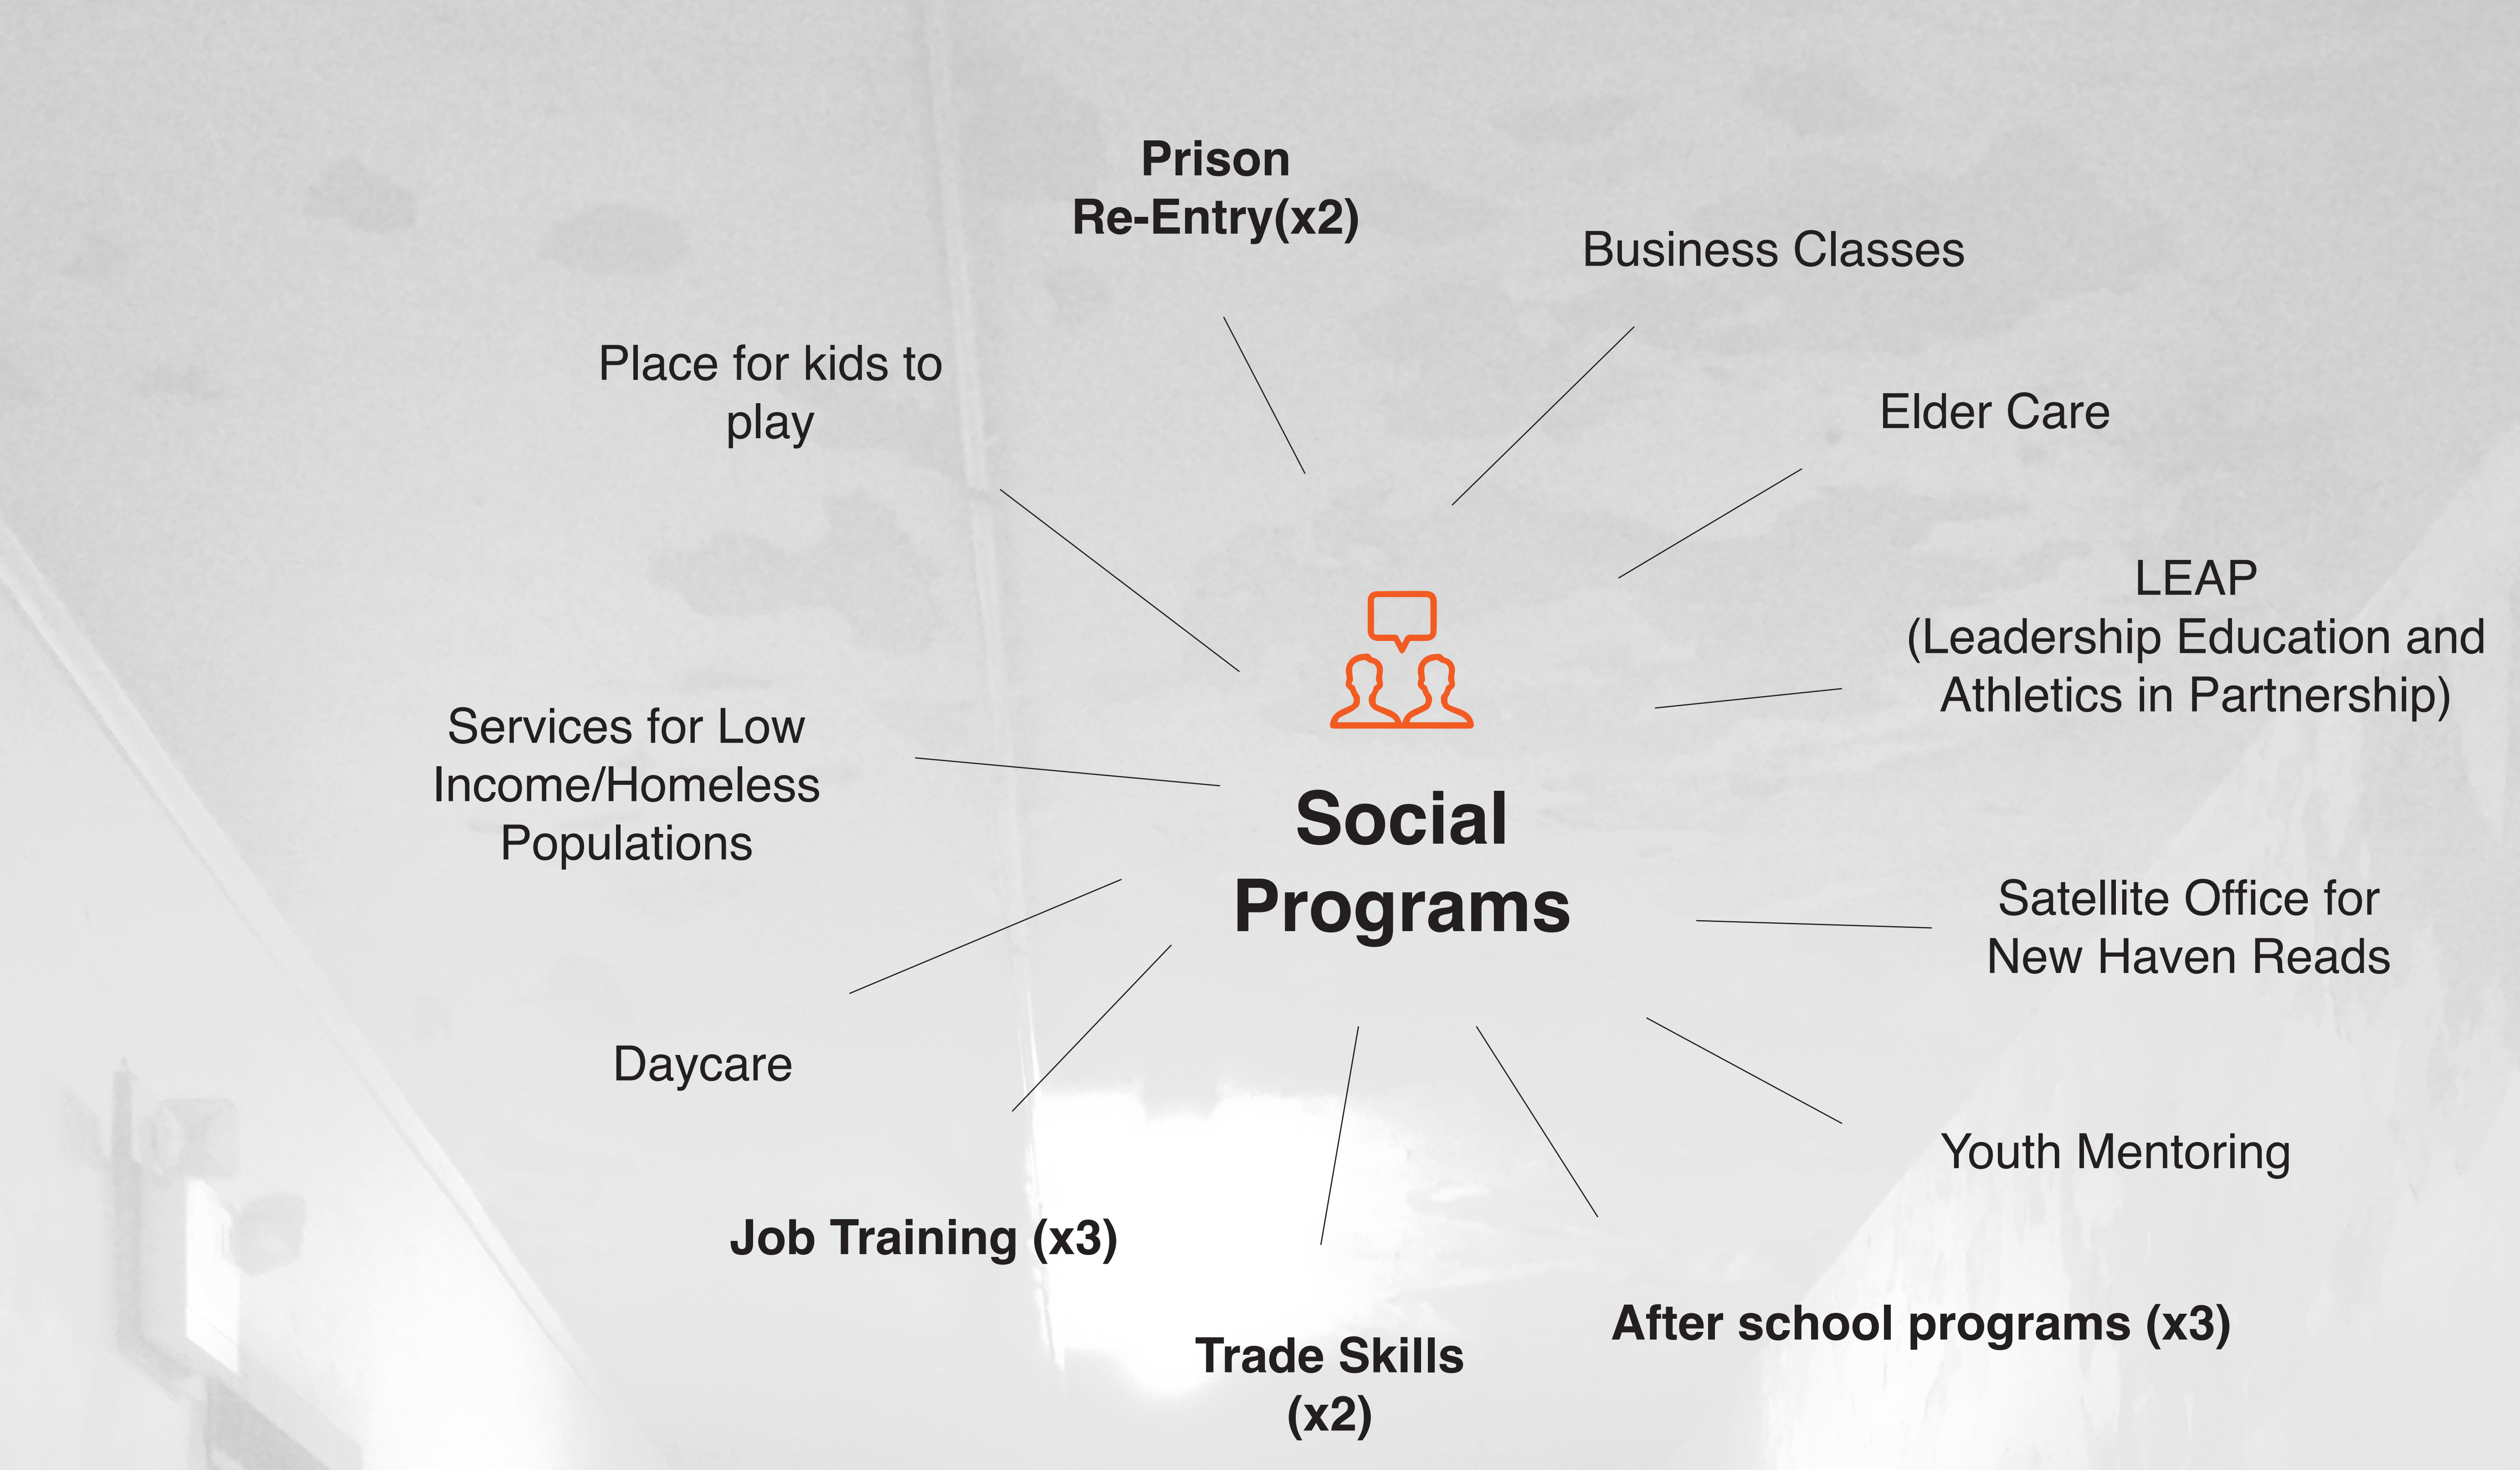 Prison
Re-Entry(x2)
Business Classes
Place for kids to
play
Elder Care
LEAP
(Leadership Education and
Athletics in Partnership)
Services for Low
Income/Homeless
Populations
Social
Programs
Satellite Office for
New Haven Reads
Daycare
Youth Mentoring
Job Training (x3)
After school programs (x3)
Trade Skills
(x2)